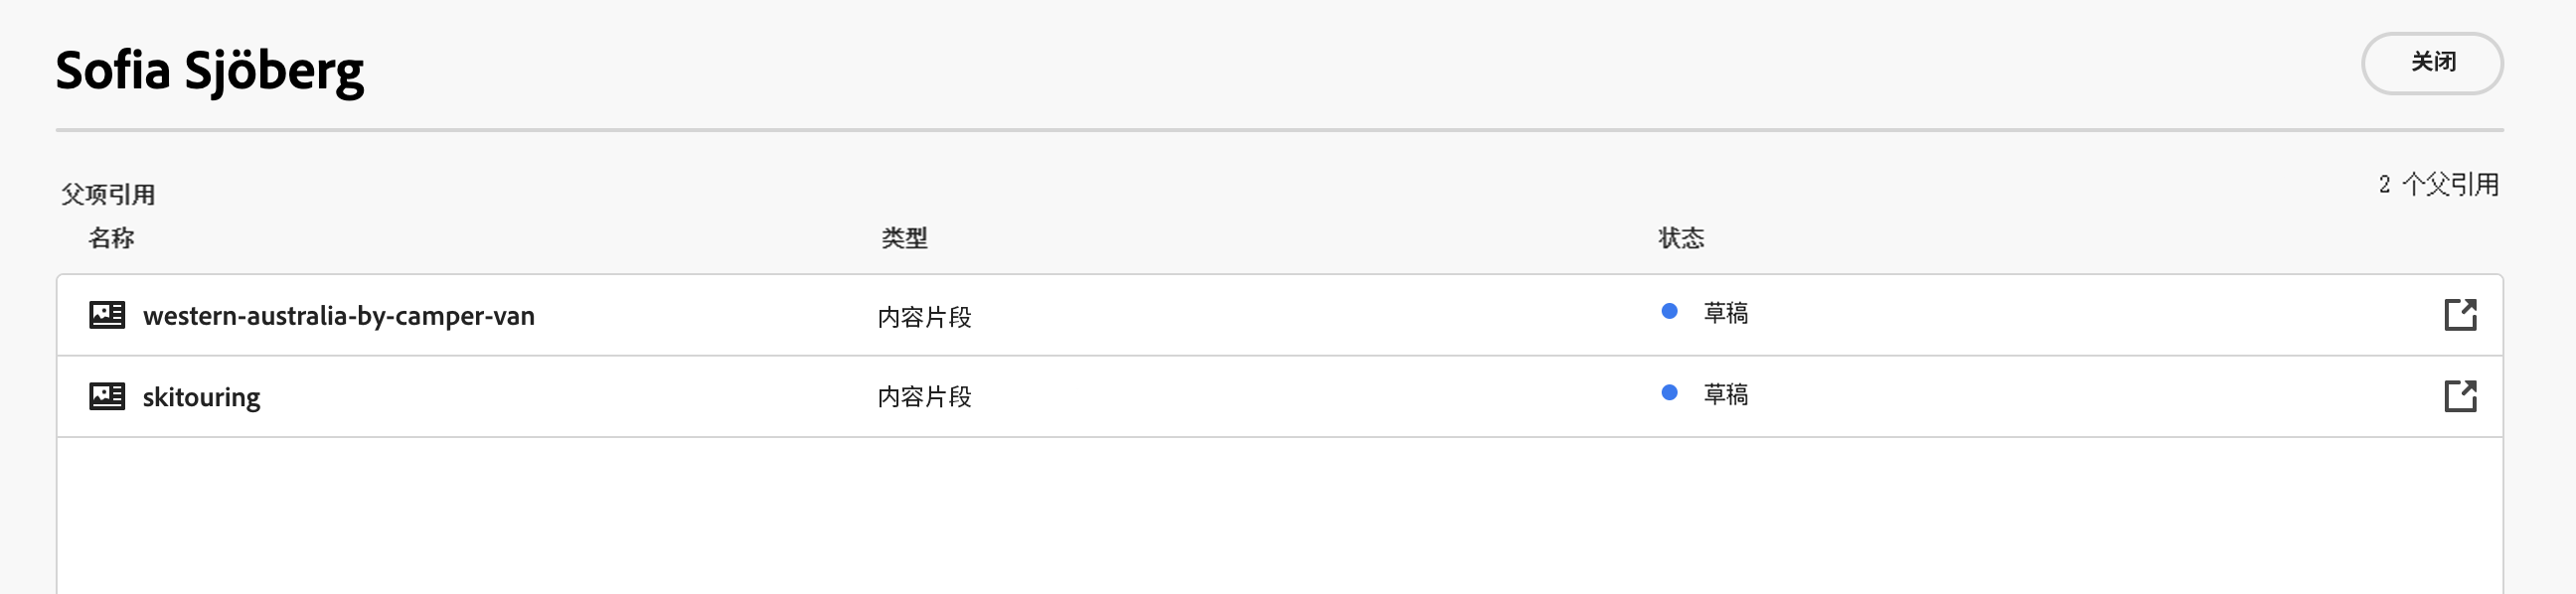 Sofia Sjöberg
关闭
父项引用
2 个父引用
名称 类型 状态
western-australia-by-camper-van 内容片段 草稿
skitouring 内容片段 草稿